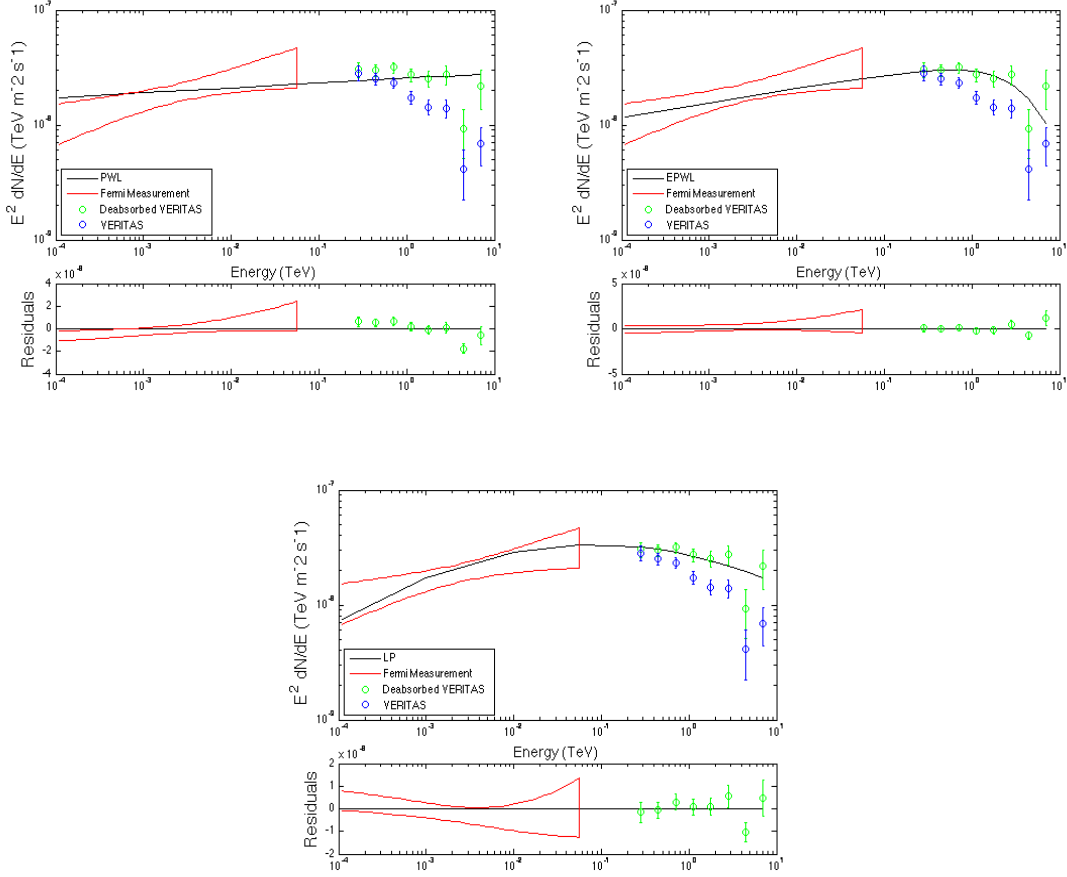 10^-7
10^-8
10^-9
E^2 dN/dE (TeV m^-2 s^-1)
PWL
Fermi Measurement
Deabsorbed VERITAS
VERITAS
10^-4 10^-3 10^-2 10^-1 10^0 10^1
Energy (TeV)
x 10^-8
4
2
0
-2
-4
Residuals
10^-4 10^-3 10^-2 10^-1 10^0 10^1
10^-7
10^-8
10^-9
E^2 dN/dE (TeV m^-2 s^-1)
EPWL
Fermi Measurement
Deabsorbed VERITAS
VERITAS
10^-4 10^-3 10^-2 10^-1 10^0 10^1
Energy (TeV)
x 10^-8
5
0
-5
Residuals
10^-4 10^-3 10^-2 10^-1 10^0 10^1
10^-7
10^-8
10^-9
E^2 dN/dE (TeV m^-2 s^-1)
LP
Fermi Measurement
Deabsorbed VERITAS
VERITAS
10^-4 10^-3 10^-2 10^-1 10^0 10^1
Energy (TeV)
x 10^-8
2
1
0
-1
-2
Residuals
10^-4 10^-3 10^-2 10^-1 10^0 10^1